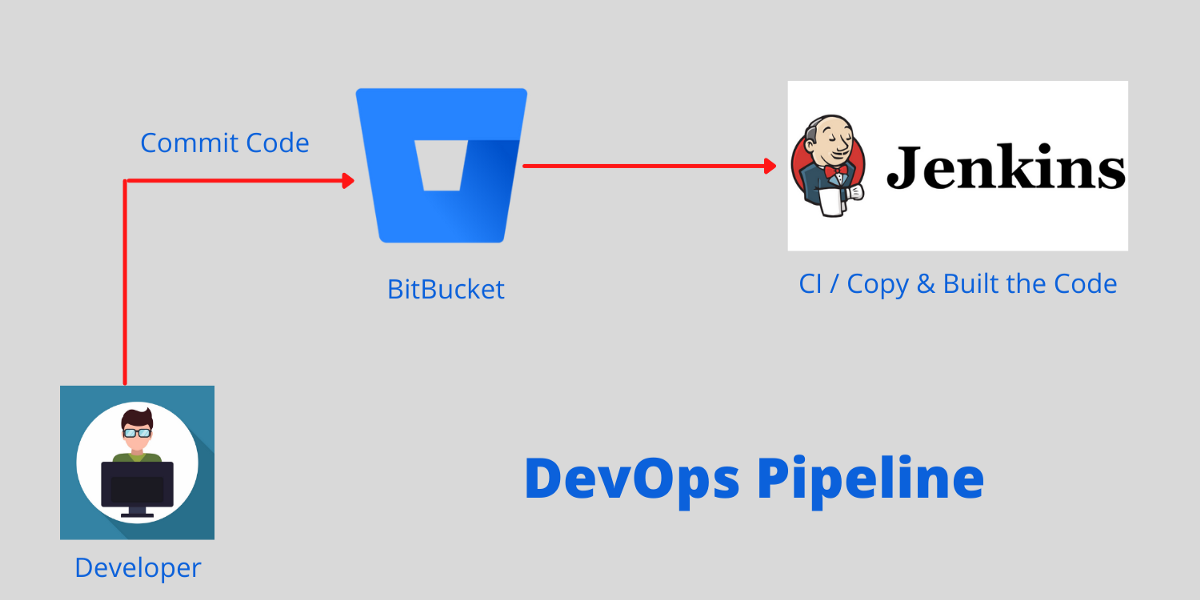 Commit Code
Jenkins
BitBucket
CI / Copy & Built the Code
DevOps Pipeline
Developer